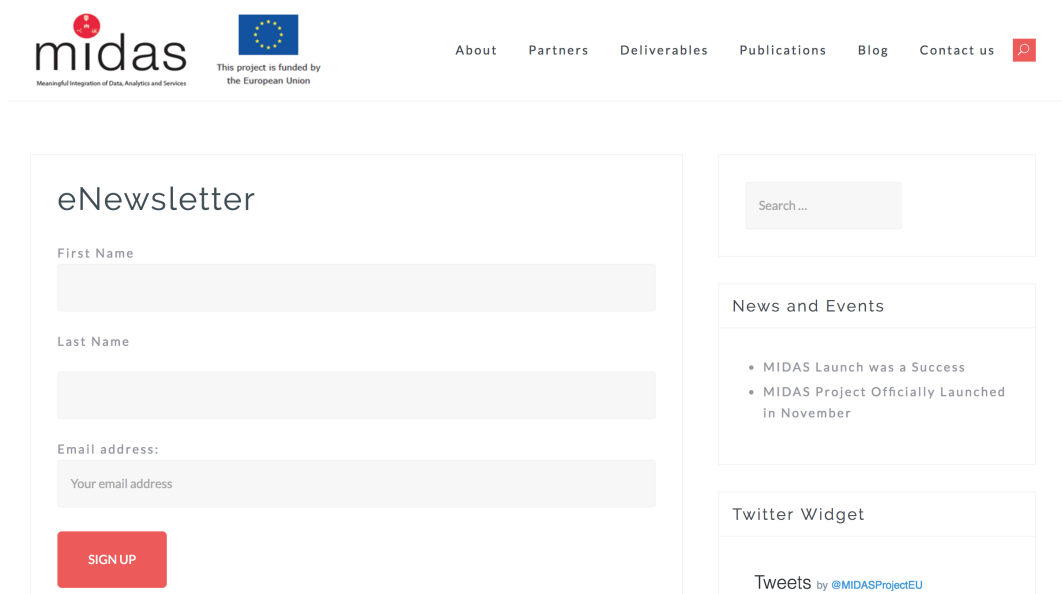 midas
Meaningful Integration of Data, Analytics and Services
This project is funded by
the European Union
About Partners Deliverables Publications Blog Contact us
eNewsletter
First Name
Last Name
Email address:
Your email address
SIGN UP
Search ...
News and Events
MIDAS Launch was a Success
MIDAS Project Officially Launched
in November
Twitter Widget
Tweets by @MIDASProjectEU